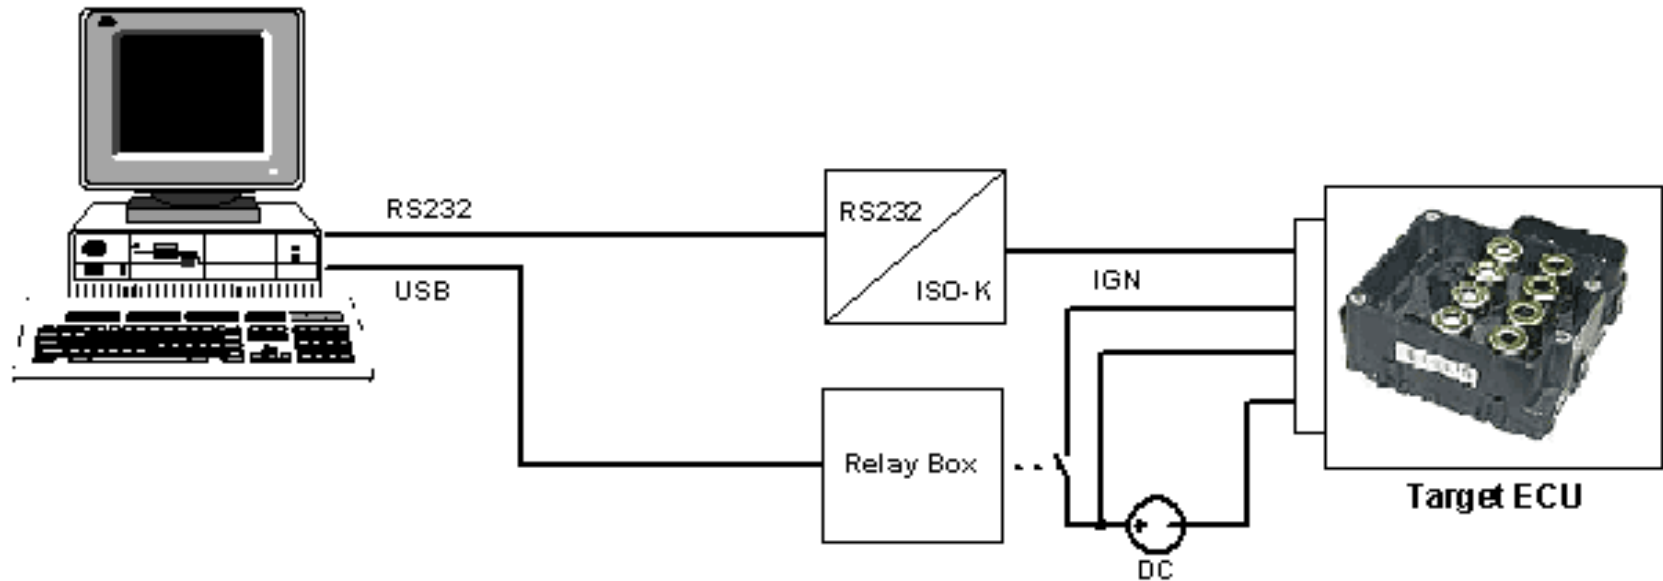 RS232
USB
RS232
ISO-K
IGN
Relay Box
DC
Target ECU